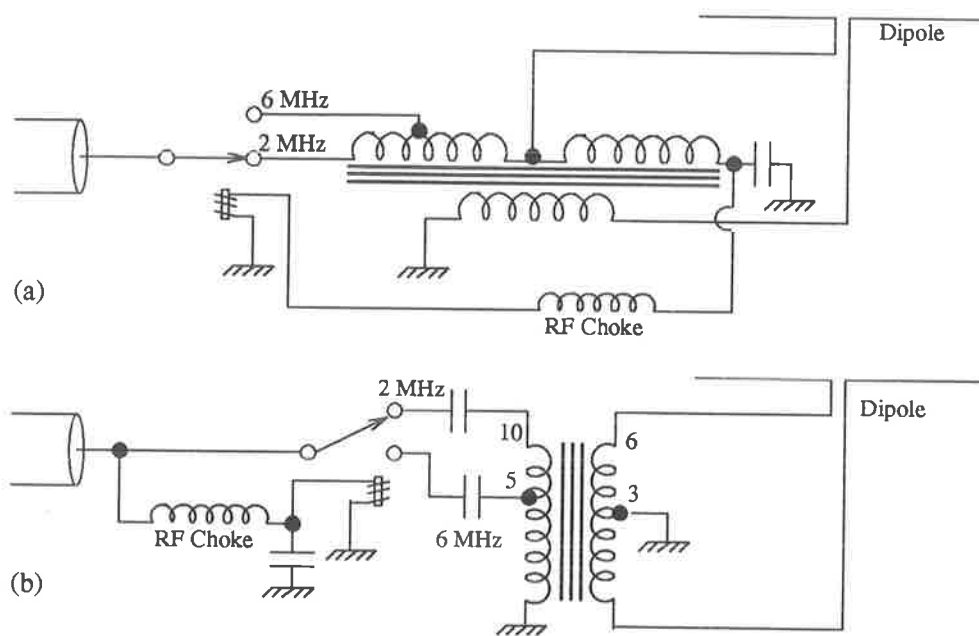 Dipole
6 MHz
2 MHz
(a)
RF Choke
2 MHz
Dipole
10
6
5
3
RF Choke
6 MHz
(b)